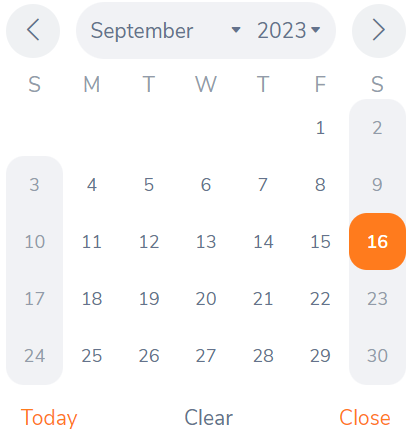 September 2023
S M T W T F S
1 2
3 4 5 6 7 8 9
10 11 12 13 14 15 16
17 18 19 20 21 22 23
24 25 26 27 28 29 30
Today Clear Close